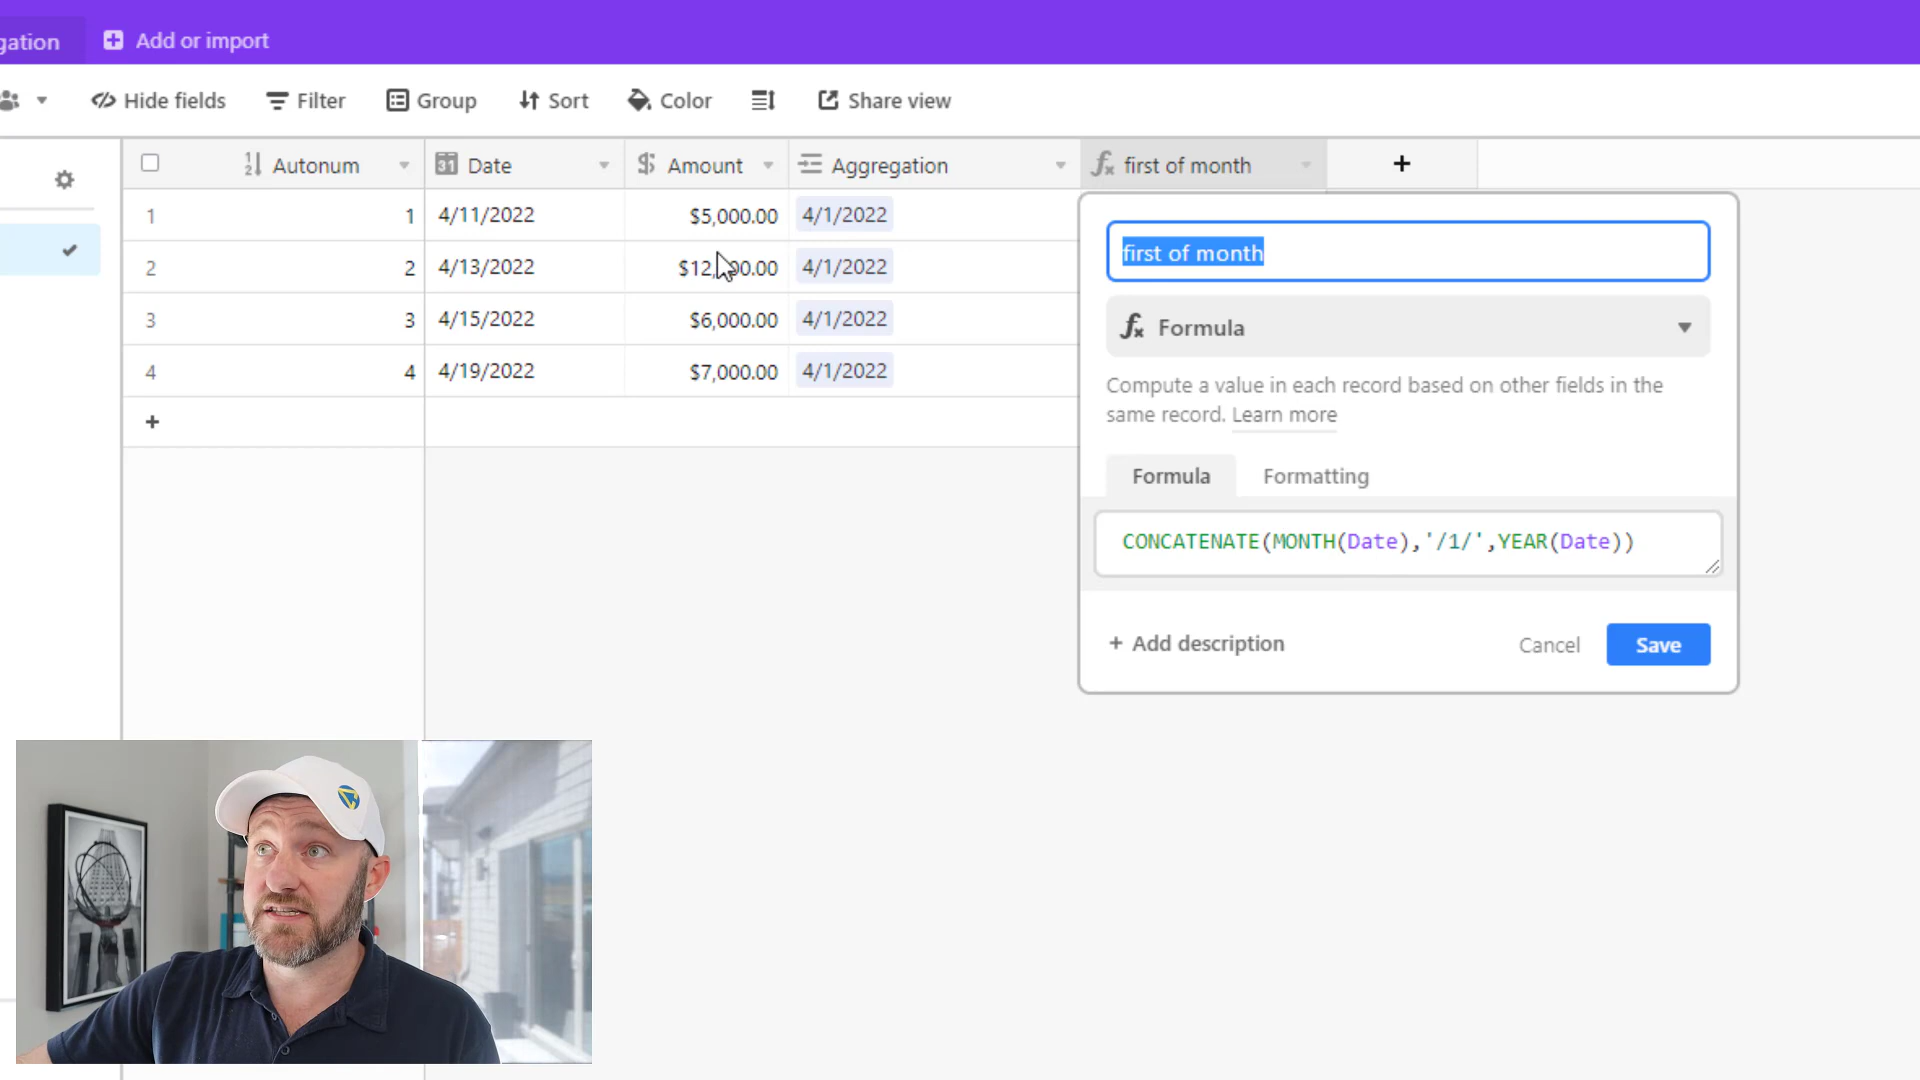 gation
Add or import
Hide fields
Filter
Group
Sort
Color
Share view
Autonum
Date
Amount
Aggregation
first of month
1 1 4/11/2022 $5,000.00 4/1/2022
2 2 4/13/2022 4/1/2022
3 3 4/15/2022 $6,000.00 4/1/2022
4 4 4/19/2022 $7,000.00 4/1/2022
first of month
Formula
Compute a value in each record based on other fields in the
same record. Learn more
Formula
Formatting
CONCATENATE(MONTH(Date),'/1/',YEAR(Date))
+ Add description
Cancel
Save